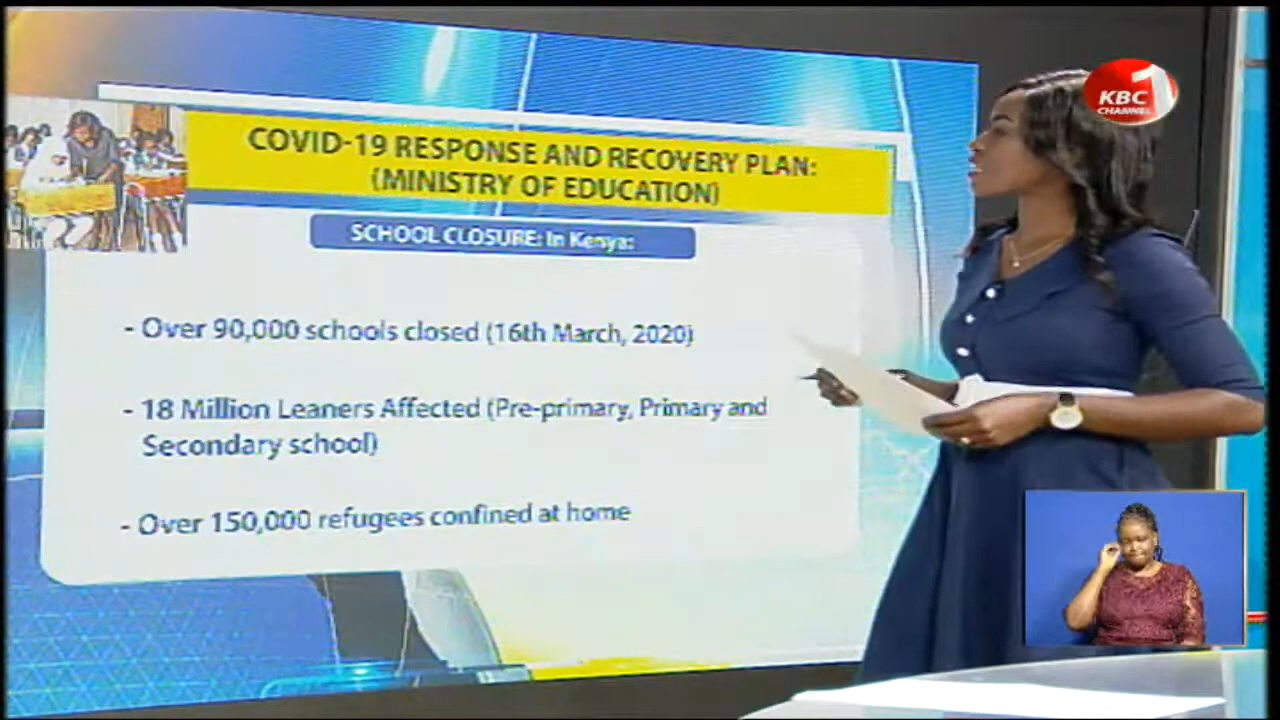 KBC 1
CHANNEL
COVID-19 RESPONSE AND RECOVERY PLAN:
(MINISTRY OF EDUCATION)
SCHOOL CLOSURE: In Kenya:
- Over 90,000 schools closed (16th March, 2020)
- 18 Million Leaners Affected (Pre-primary, Primary and
Secondary school)
- Over 150,000 refugees confined at home